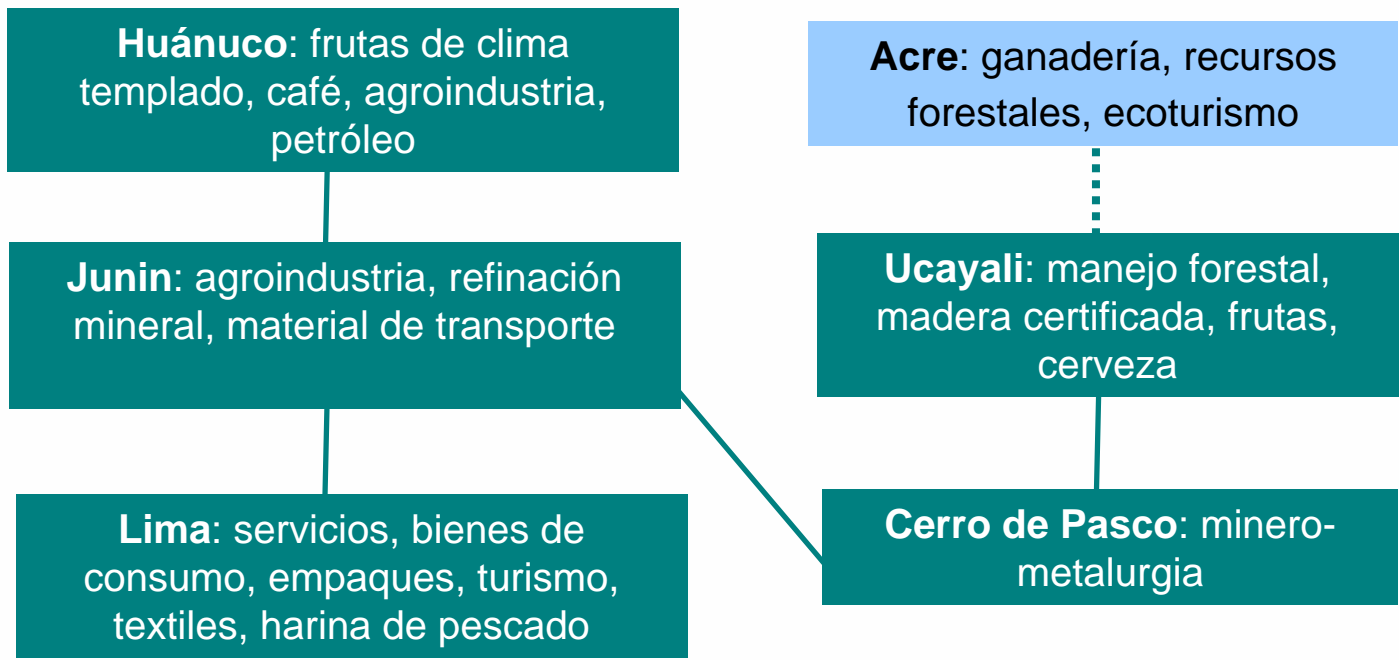 Huánuco: frutas de clima
templado, café, agroindustria,
petróleo
Acre: ganadería, recursos
forestales, ecoturismo
Junin: agroindustria, refinación
mineral, material de transporte
Ucayali: manejo forestal,
madera certificada, frutas,
cerveza
Lima: servicios, bienes de
consumo, empaques, turismo,
textiles, harina de pescado
Cerro de Pasco: minero-
metalurgia